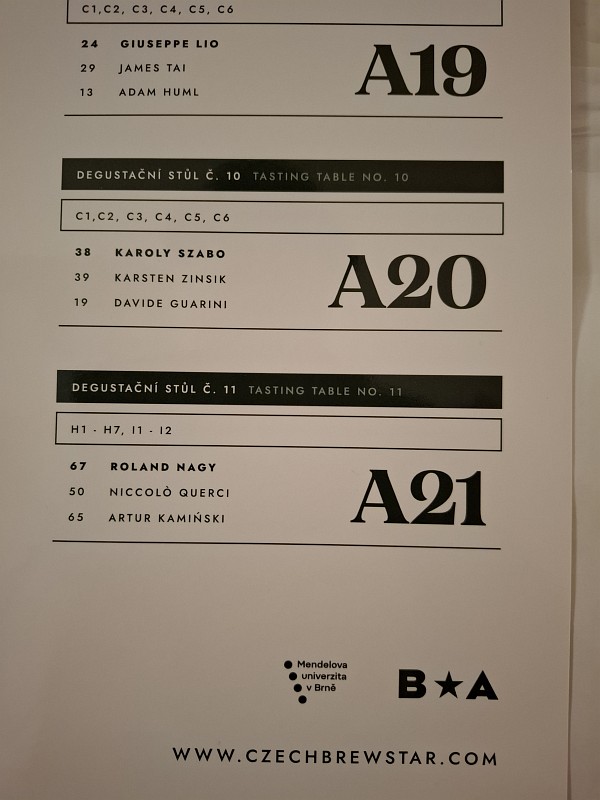 C1,C2, C3, C4, C5, C6
24 GIUSEPPE LIO
29 JAMES TAI
13 ADAM HUML
A19
DEGUSTAČNÍ STŮL Č. 10 TASTING TABLE NO. 10
C1,C2, C3, C4, C5, C6
38 KAROLY SZABO
39 KARSTEN ZINSIK
19 DAVIDE GUARINI
A20
DEGUSTAČNÍ STŮL Č. 11 TASTING TABLE NO. 11
H1 - H7, I1 - I2
67 ROLAND NAGY
50 NICCOLÒ QUERCI
65 ARTUR KAMIŃSKI
A21
Mendelova
univerzita
v Brně
B★A
WWW.CZECHBREWSTAR.COM